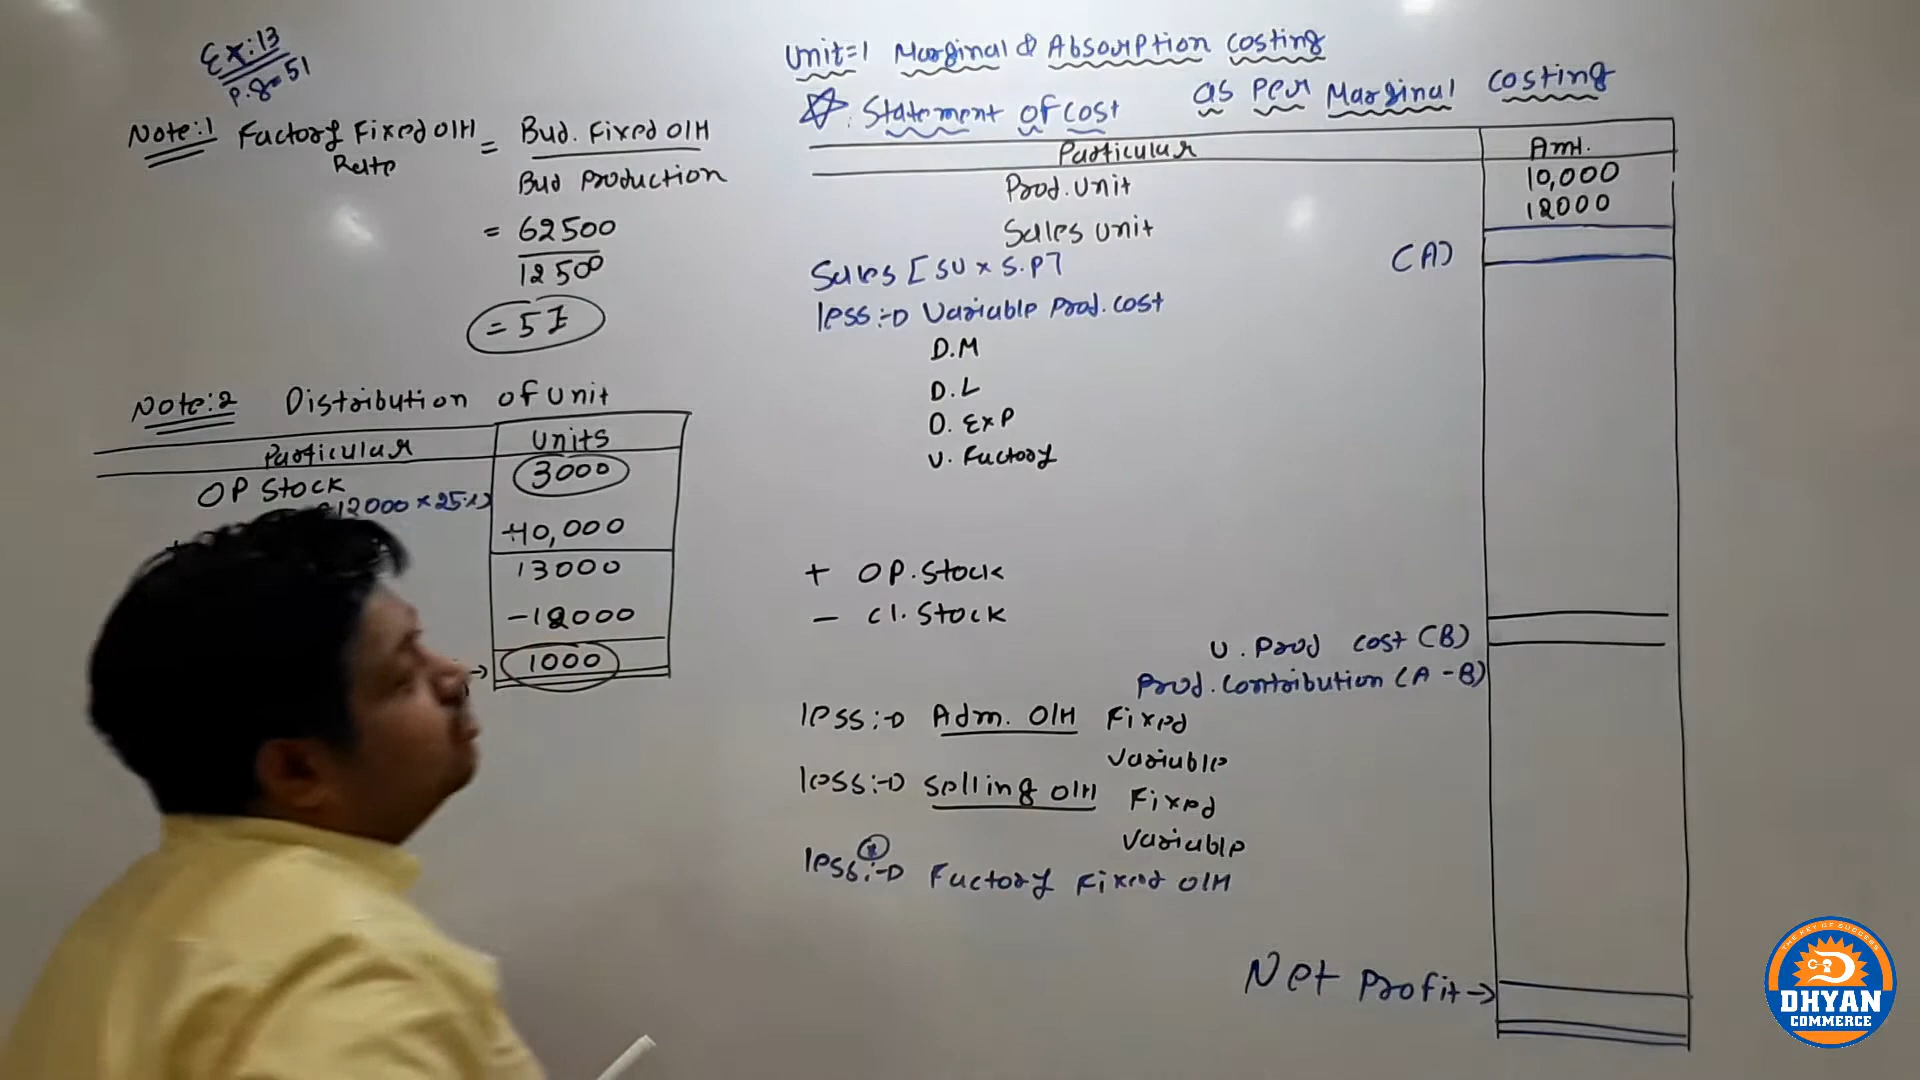 Ex:13
P.g=51
Note:1 Factory Fixed O/H Rate = Bud. Fixed O/H
Bud Production
= 62500
12500
= 5₹
Note:2 Distribution of Unit
Particular Units
OP Stock 3000
12000 × 25%)
+10,000
13000
-12000
→ 1000
Unit=1 Marginal & Absorption Costing
☆: Statement of Cost as per Marginal Costing
Particular Amt.
Prod. Unit 10,000
Sales Unit 12000
Sales [SU × S.P] (A)
less:→ Variable Prod. Cost
D.M
D.L
D. Exp
V. Factory
+ OP. Stock
- Cl. Stock
V. Prod Cost (B)
Prod. Contribution (A-B)
less:→ Adm. O/H Fixed
Variable
less:→ Selling O/H Fixed
Variable
less:→ Factory Fixed O/H
Net Profit →
THE KEY OF SUCCESS
DHYAN
COMMERCE